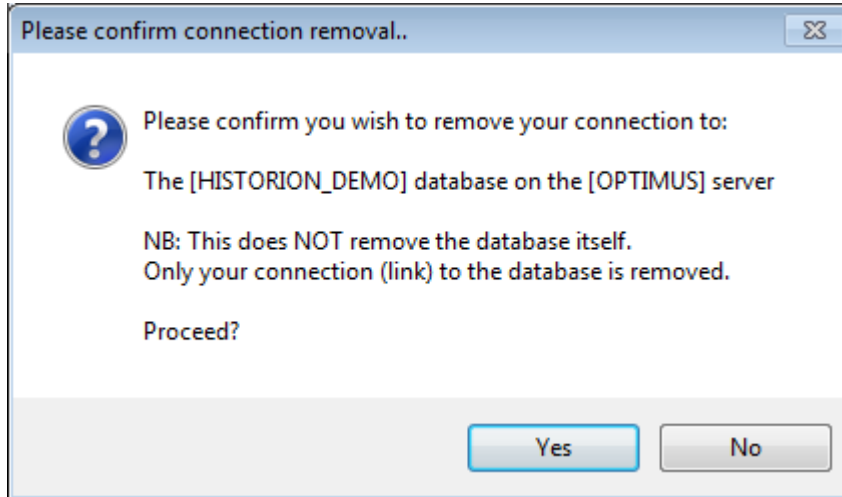 Please confirm connection removal..
Please confirm you wish to remove your connection to:
The [HISTORION_DEMO] database on the [OPTIMUS] server
NB: This does NOT remove the database itself.
Only your connection (link) to the database is removed.
Proceed?
Yes No